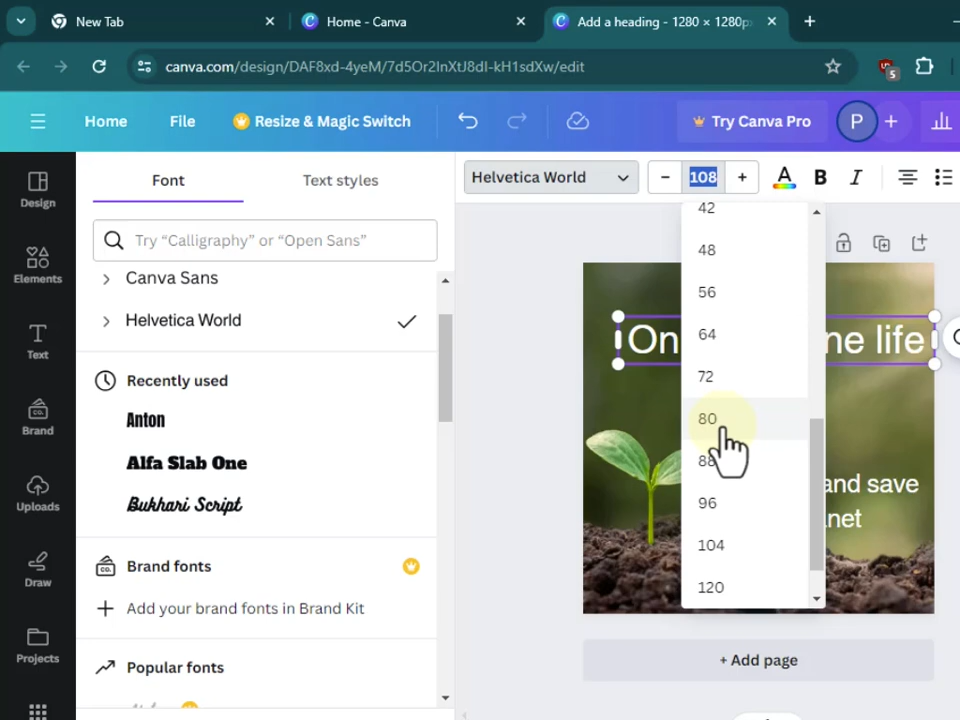 New Tab
Home - Canva
Add a heading - 1280 × 1280p
canva.com/design/DAF8xd-4yeM/7d5Or2lnXtJ8dI-kH1sdXw/edit
5
Home
File
Resize & Magic Switch
Try Canva Pro
P
Design
Elements
Text
Brand
Uploads
Draw
Projects
Font
Text styles
Try “Calligraphy” or “Open Sans”
Canva Sans
Helvetica World
Recently used
Anton
Alfa Slab One
Bukhari Script
Brand fonts
Add your brand fonts in Brand Kit
Popular fonts
Helvetica World
108
A
B
I
42
48
56
64
72
80
88
96
104
120
On ne life
and save
net
+ Add page